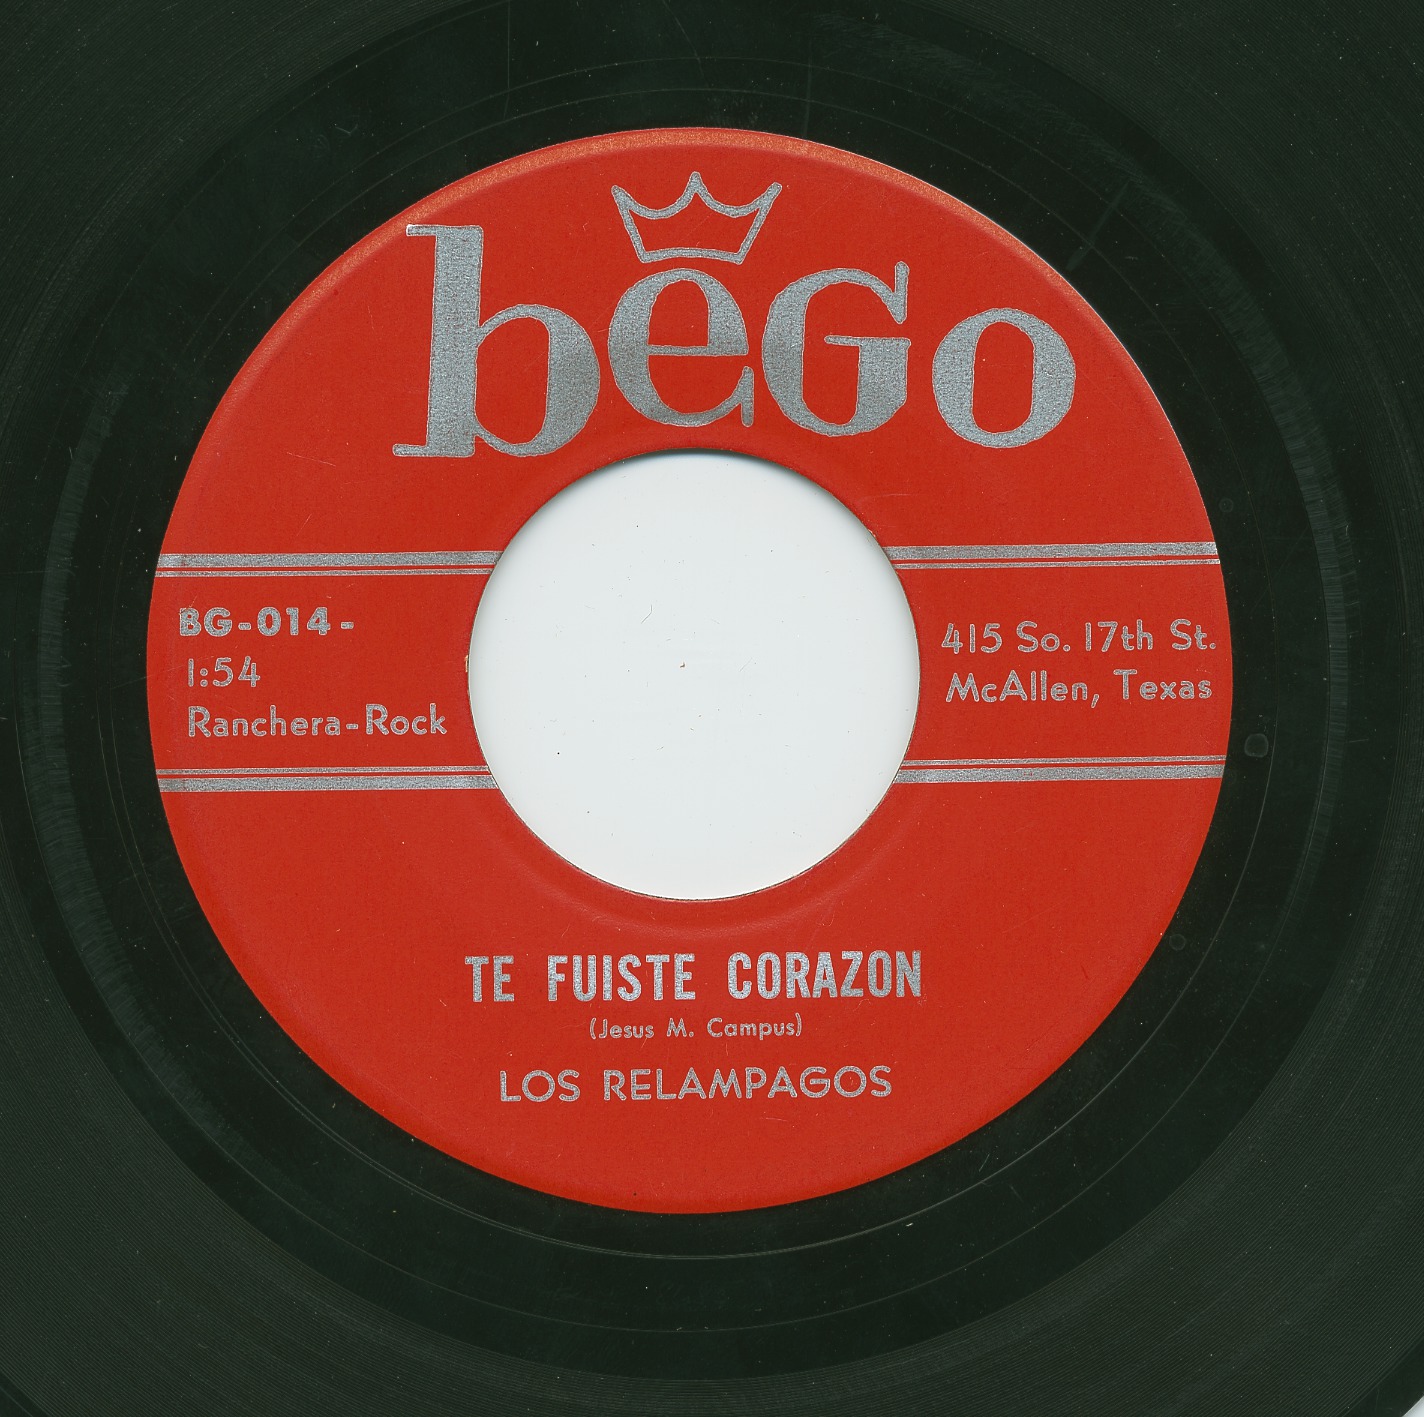 beGo
BG-014-
1:54
Ranchera-Rock
415 So. 17th St.
McAllen, Texas
TE FUISTE CORAZON
(Jesus M. Campus)
LOS RELAMPAGOS